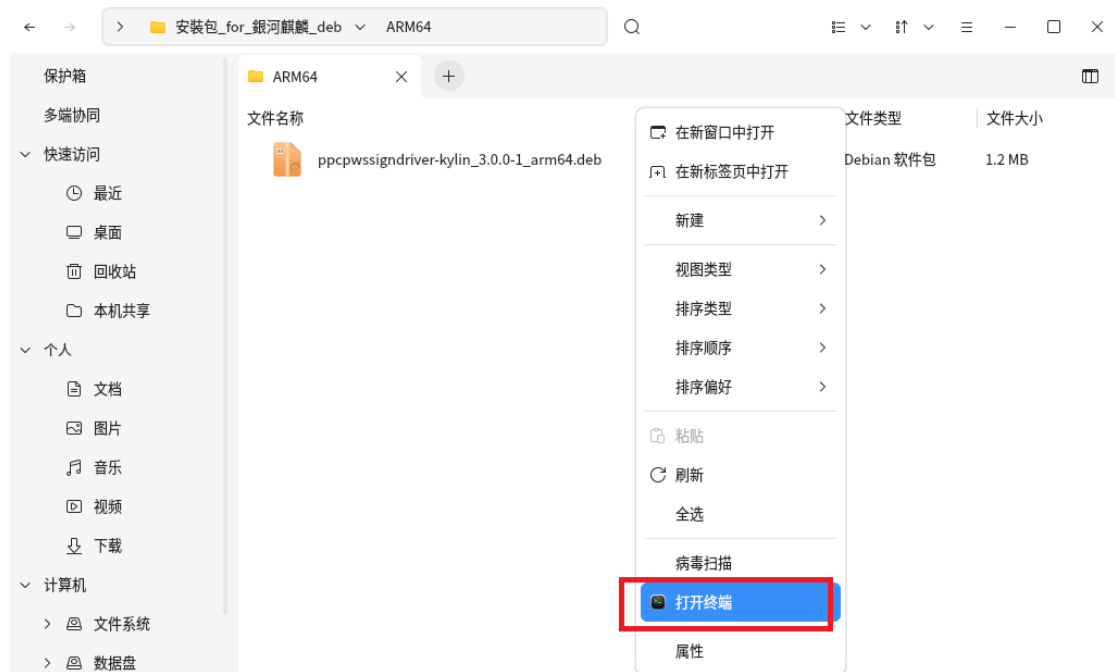 安裝包_for_銀河麒麟_deb ARM64
保护箱
多端协同
快速访问
最近
桌面
回收站
本机共享
个人
文档
图片
音乐
视频
下载
计算机
文件系统
数据盘
ARM64
文件名称 文件类型 文件大小
ppcpwssigndriver-kylin_3.0.0-1_arm64.deb Debian 软件包 1.2 MB
在新窗口中打开
在新标签页中打开
新建
视图类型
排序类型
排序顺序
排序偏好
粘贴
刷新
全选
病毒扫描
打开终端
属性